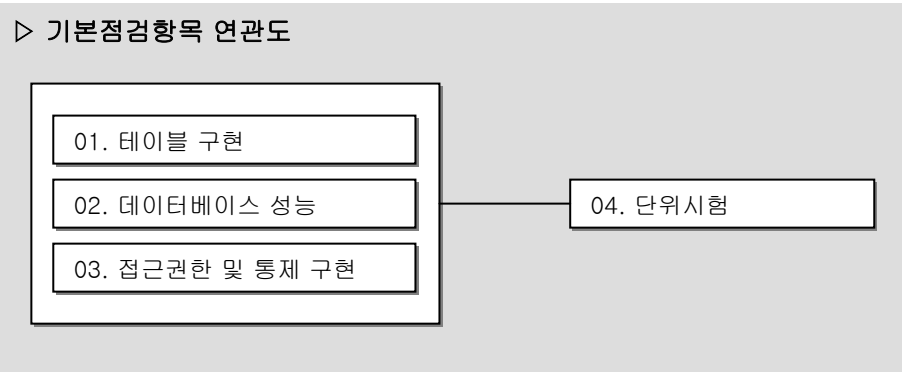 ▷ 기본점검항목 연관도
01. 테이블 구현
02. 데이터베이스 성능
03. 접근권한 및 통제 구현
04. 단위시험